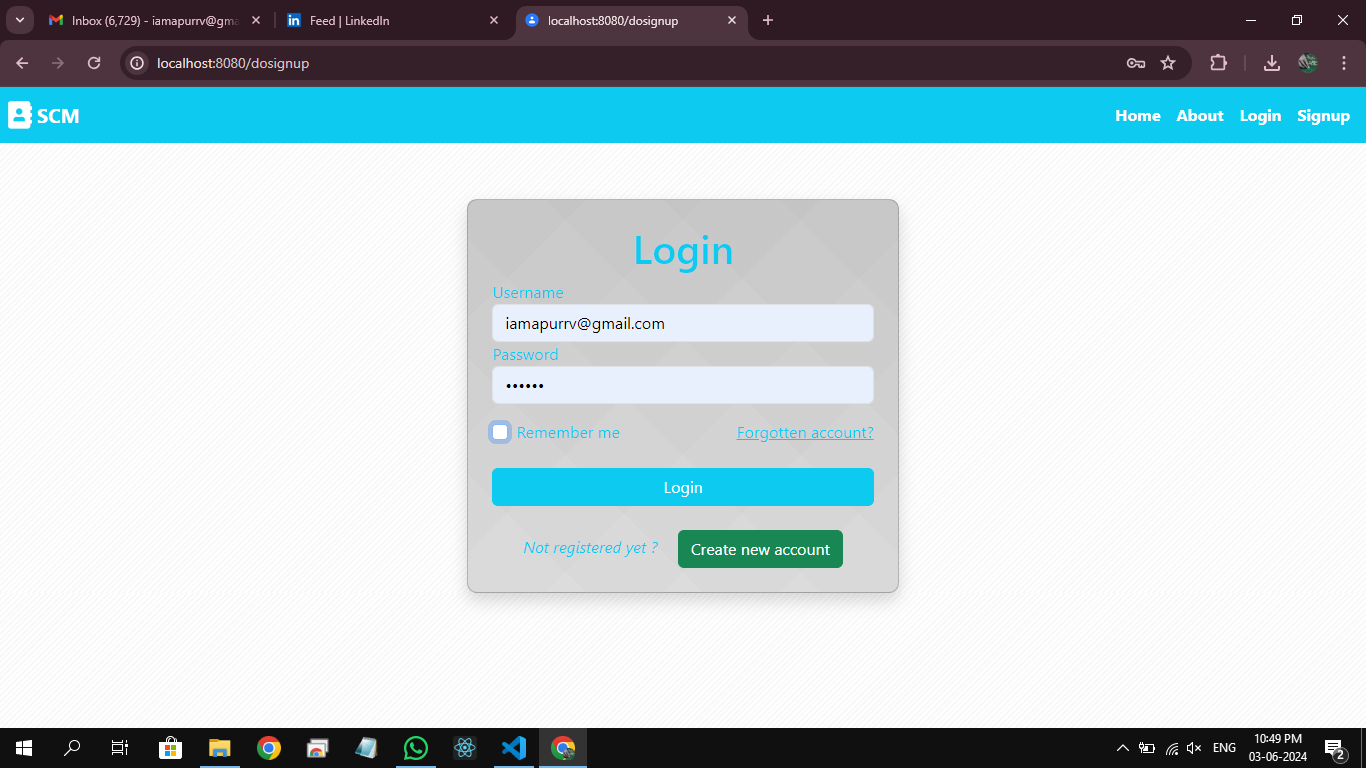 Inbox (6,729) - iamapurrv@gma
Feed | LinkedIn
localhost:8080/dosignup
localhost:8080/dosignup
SCM
Home About Login Signup
Login
Username
iamapurrv@gmail.com
Password
••••••
Remember me
Forgotten account?
Login
Not registered yet ?
Create new account
ENG
10:49 PM
03-06-2024
2